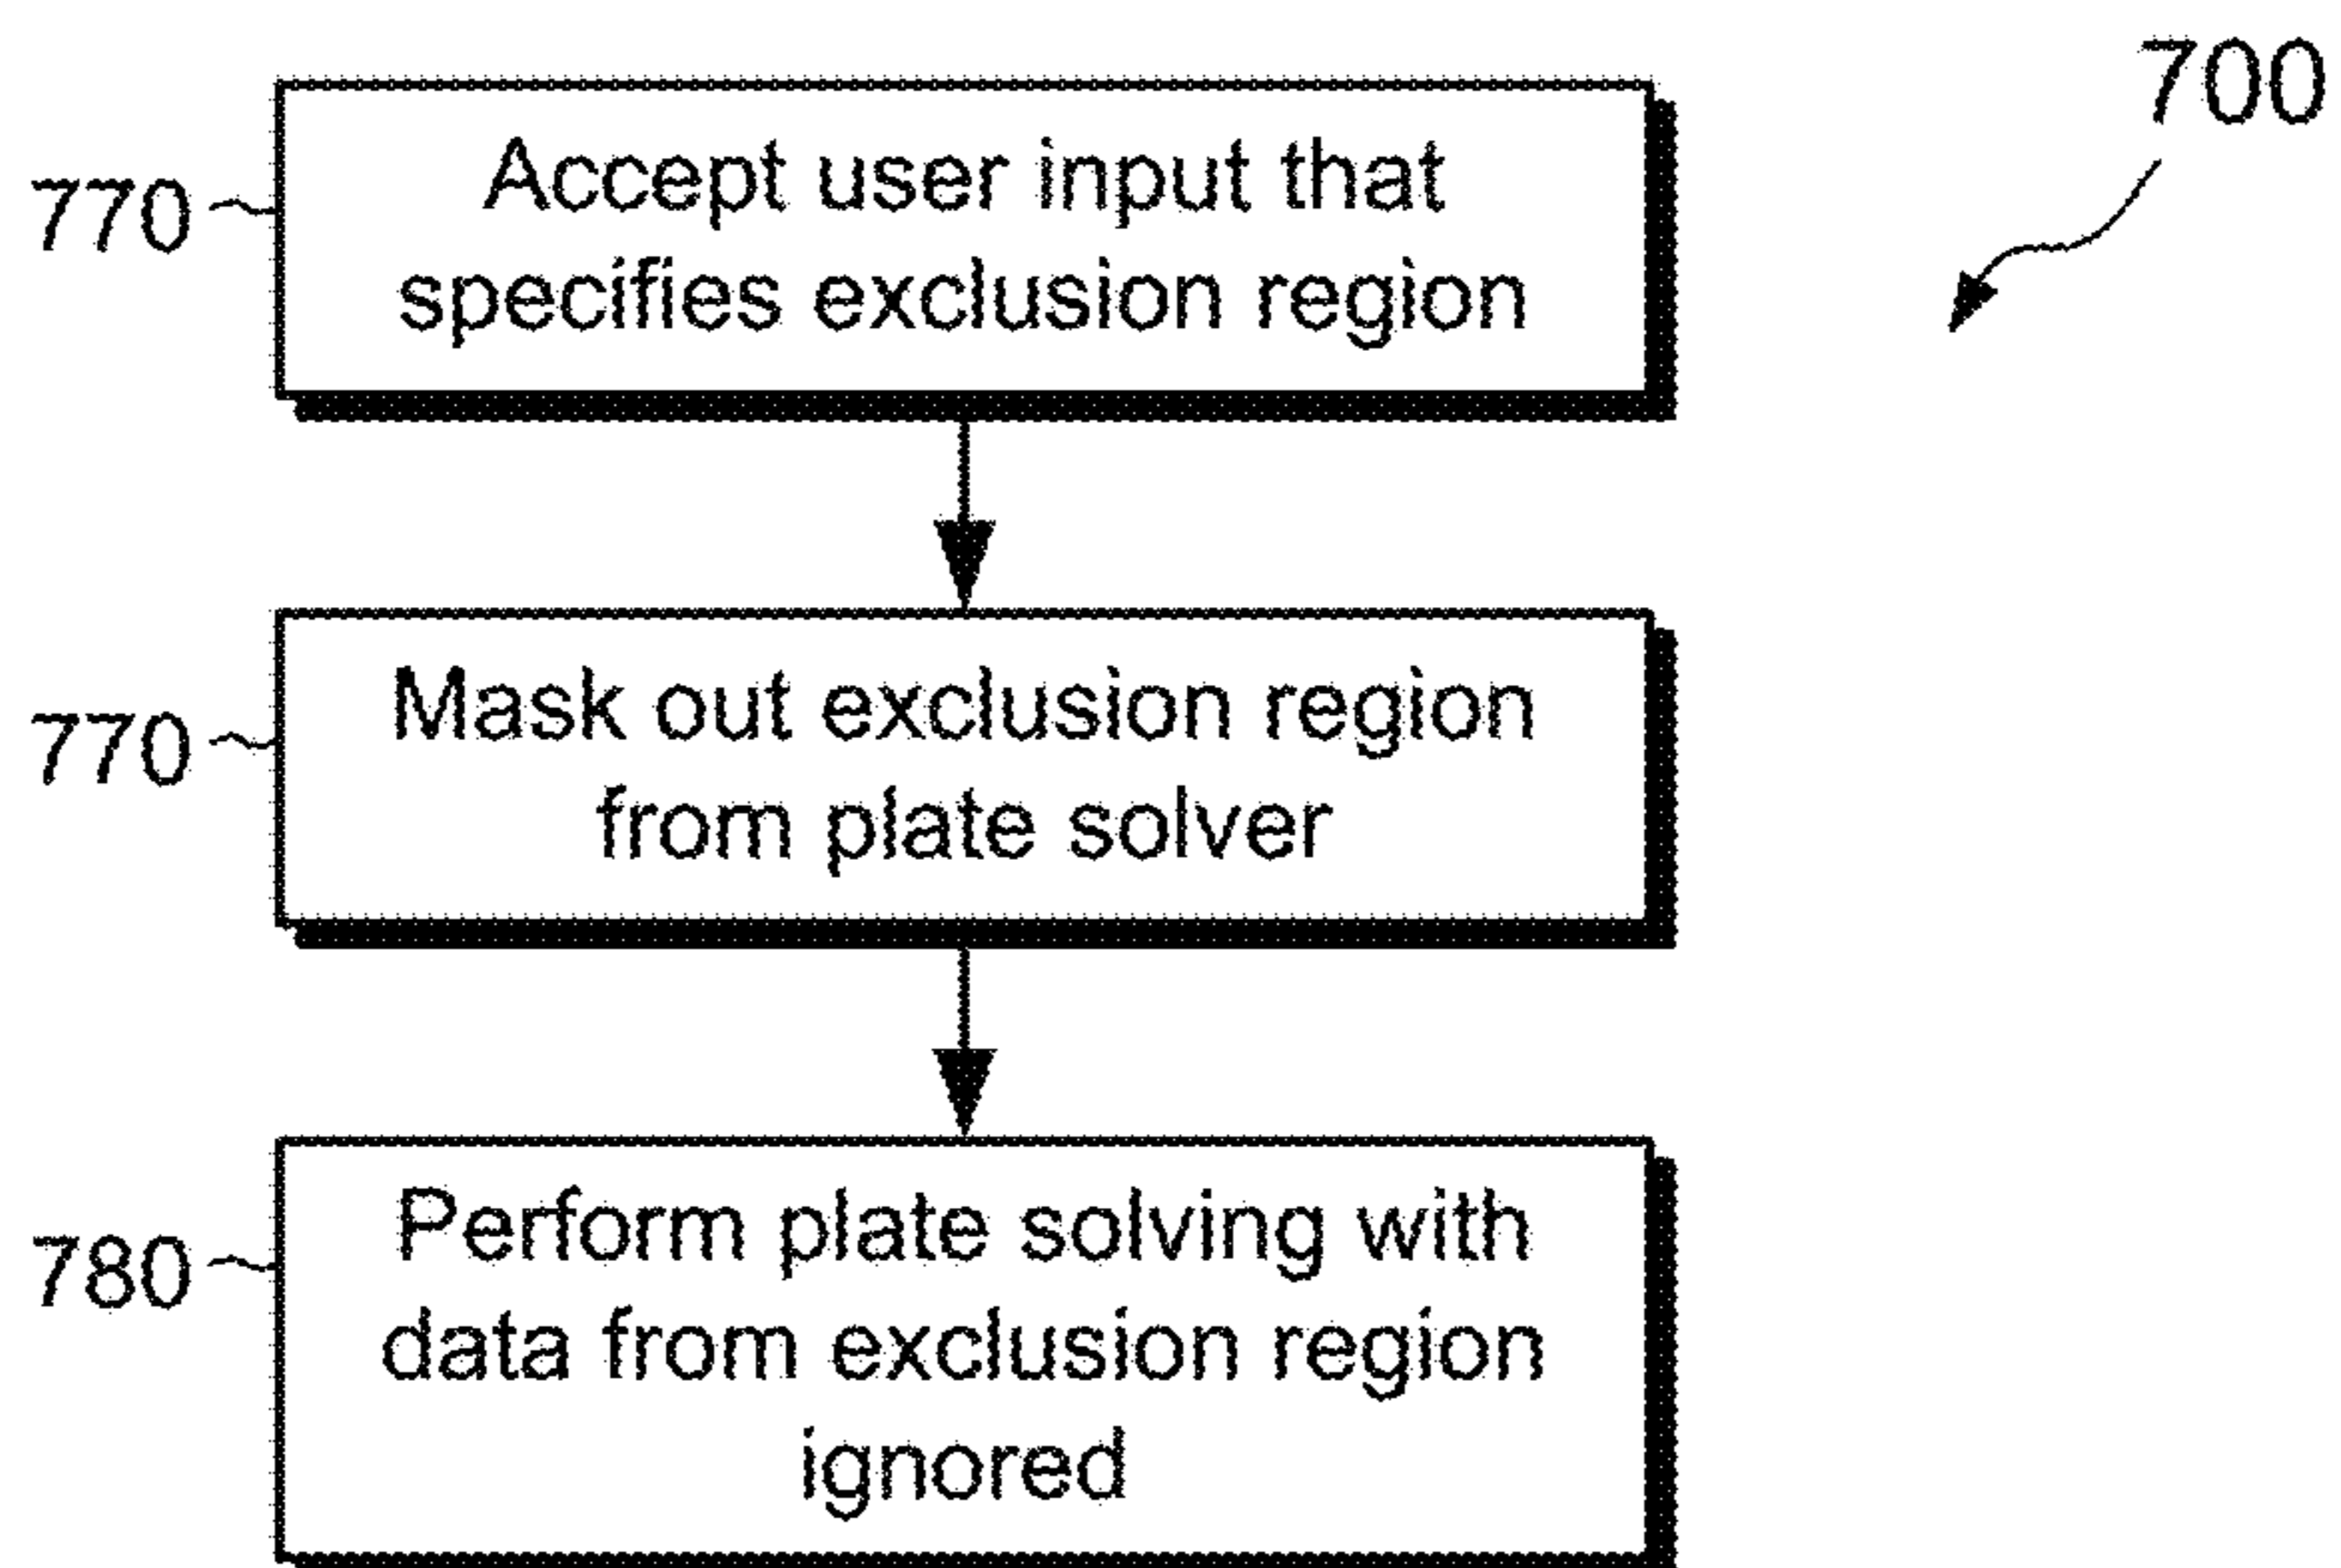 700
770
Accept user input that
specifies exclusion region
770
Mask out exclusion region
from plate solver
780
Perform plate solving with
data from exclusion region
ignored